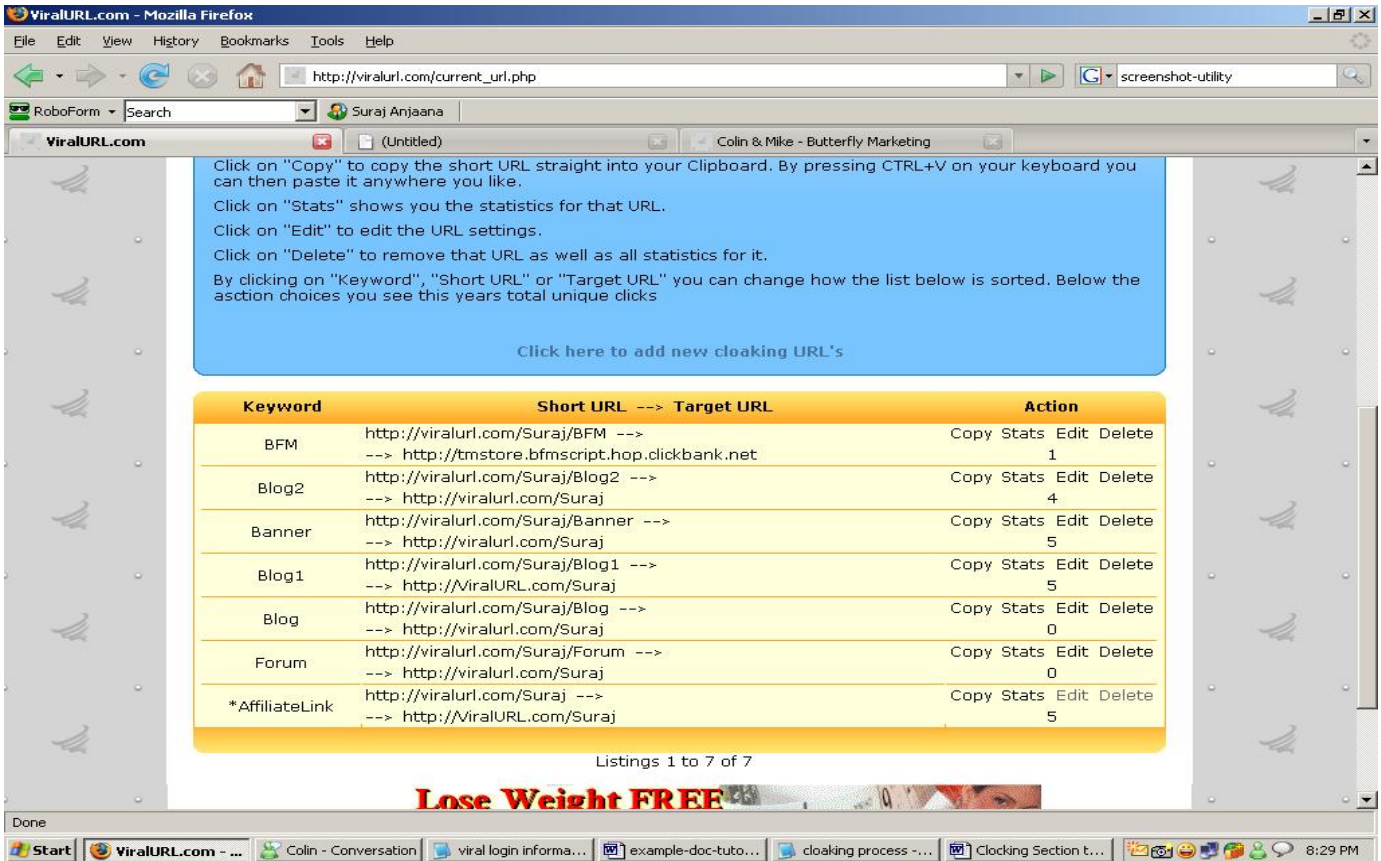 ViralURL.com - Mozilla Firefox
File Edit View History Bookmarks Tools Help
http://viralurl.com/current_url.php
G screenshot-utility
RoboForm Search Suraj Anjaana
ViralURL.com (Untitled) Colin & Mike - Butterfly Marketing
Click on "Copy" to copy the short URL straight into your Clipboard. By pressing CTRL+V on your keyboard you
can then paste it anywhere you like.
Click on "Stats" shows you the statistics for that URL.
Click on "Edit" to edit the URL settings.
Click on "Delete" to remove that URL as well as all statistics for it.
By clicking on "Keyword", "Short URL" or "Target URL" you can change how the list below is sorted. Below the
asction choices you see this years total unique clicks
Click here to add new cloaking URL's
Keyword Short URL --> Target URL Action
BFM
http://viralurl.com/Suraj/BFM --> Copy Stats Edit Delete
--> http://tmstore.bfmscript.hop.clickbank.net 1
Blog2
http://viralurl.com/Suraj/Blog2 --> Copy Stats Edit Delete
--> http://viralurl.com/Suraj 4
Banner
http://viralurl.com/Suraj/Banner --> Copy Stats Edit Delete
--> http://viralurl.com/Suraj 5
Blog1
http://viralurl.com/Suraj/Blog1 --> Copy Stats Edit Delete
--> http://ViralURL.com/Suraj 5
Blog
http://viralurl.com/Suraj/Blog --> Copy Stats Edit Delete
--> http://viralurl.com/Suraj 0
Forum
http://viralurl.com/Suraj/Forum --> Copy Stats Edit Delete
--> http://viralurl.com/Suraj 0
*AffiliateLink
http://viralurl.com/Suraj --> Copy Stats Edit Delete
--> http://ViralURL.com/Suraj 5
Listings 1 to 7 of 7
Lose Weight FREE
Done
Start ViralURL.com - ... Colin - Conversation viral login informa... example-doc-tuto... cloaking process -... Clocking Section t... 8:29 PM